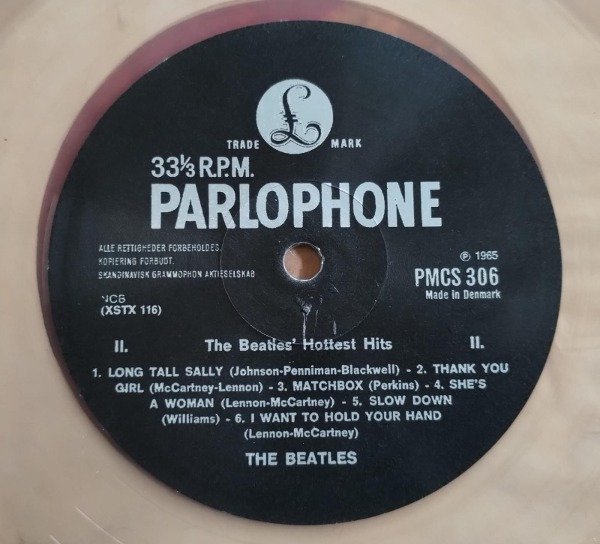 £
TRADE MARK
33⅓ R.P.M.
PARLOPHONE
ALLE RETTIGHEDER FORBEHOLDES.
KOPIERING FORBUDT.
SKANDINAVISK GRAMMOPHON AKTIESELSKAB
℗ 1965
PMCS 306
Made in Denmark
NCB
(XSTX 116)
II. The Beatles' Hottest Hits II.
1. LONG TALL SALLY (Johnson-Penniman-Blackwell) - 2. THANK YOU
GIRL (McCartney-Lennon) - 3. MATCHBOX (Perkins) - 4. SHE'S
A WOMAN (Lennon-McCartney) - 5. SLOW DOWN
(Williams) - 6. I WANT TO HOLD YOUR HAND
(Lennon-McCartney)
THE BEATLES